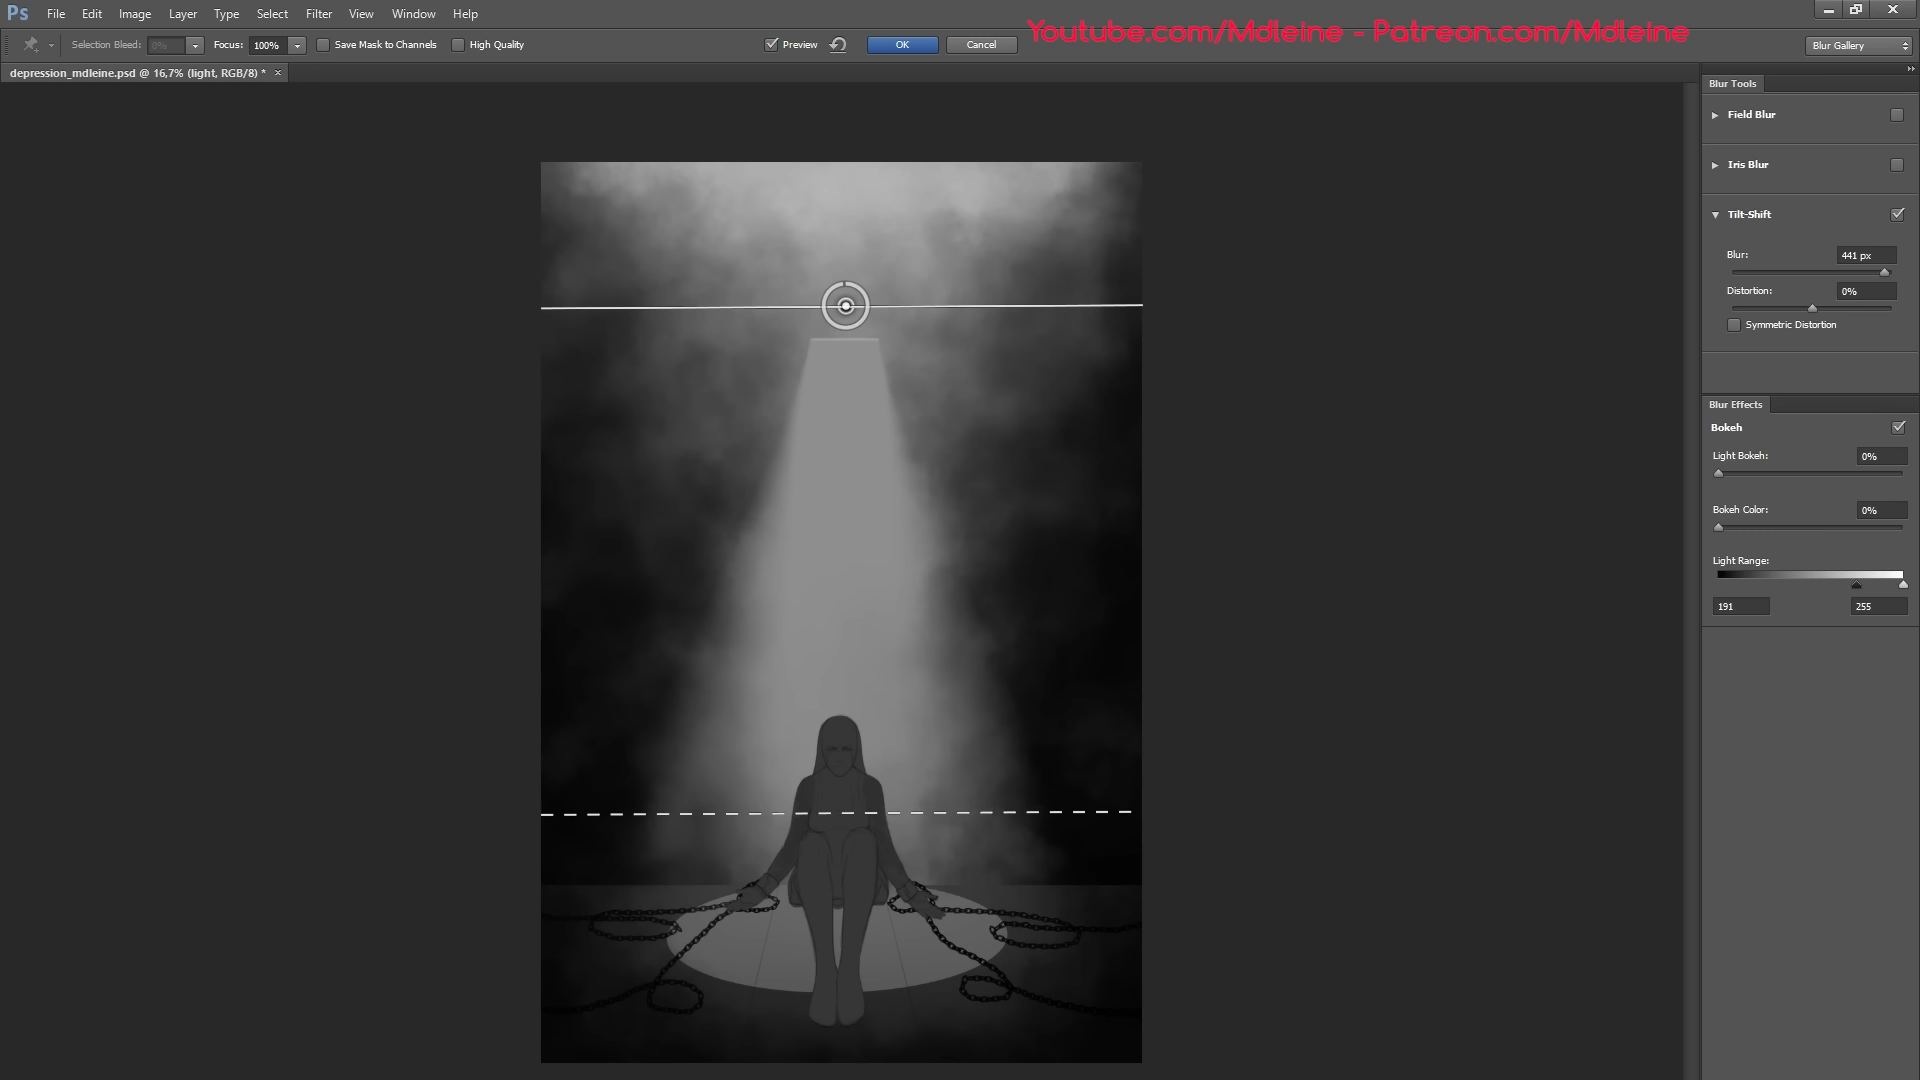 Ps File Edit Image Layer Type Select Filter View Window Help
Youtube.com/Mdleine - Patreon.com/Mdleine
Selection Bleed: 0% Focus: 100% Save Mask to Channels High Quality Preview OK Cancel Blur Gallery
depression_mdleine.psd @ 16,7% (light, RGB/8) * ×
Blur Tools
Field Blur
Iris Blur
Tilt-Shift
Blur: 441 px
Distortion: 0%
Symmetric Distortion
Blur Effects
Bokeh
Light Bokeh: 0%
Bokeh Color: 0%
Light Range:
191 255